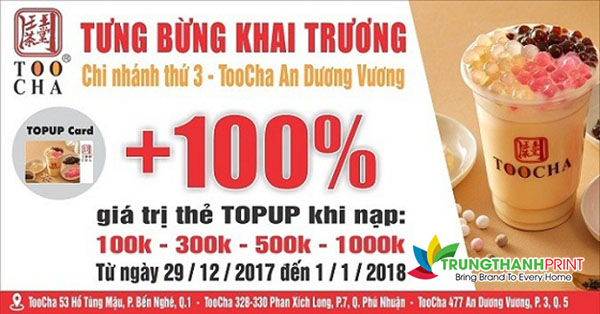 TOO
CHA
®
TƯNG BỪNG KHAI TRƯƠNG
Chi nhánh thứ 3 - TooCha An Dương Vương
TOPUP Card
+100%
giá trị thẻ TOPUP khi nạp:
100k - 300k - 500k - 1000k
Từ ngày 29 / 12 / 2017 đến 1 / 1 / 2018
TOOCHA
TRUNGTHANHPRINT
Bring Brand To Every Home
TooCha 53 Hồ Tùng Mậu, P. Bến Nghé, Q.1 - TooCha 328-330 Phan Xích Long, P.7, Q. Phú Nhuận - TooCha 477 An Dương Vương, P. 3, Q. 5